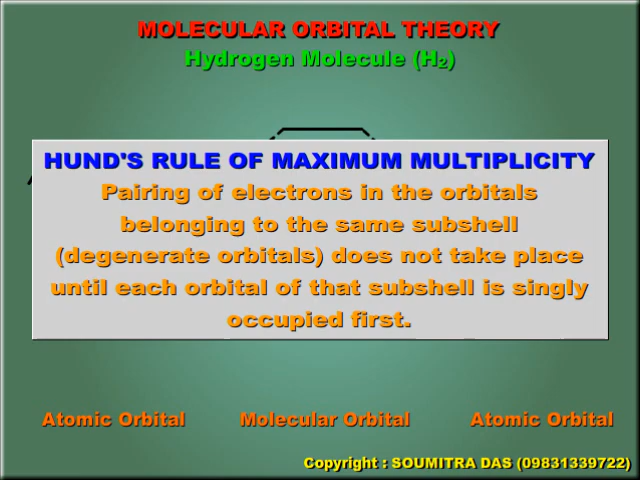 MOLECULAR ORBITAL THEORY
Hydrogen Molecule (H₂)
HUND'S RULE OF MAXIMUM MULTIPLICITY
Pairing of electrons in the orbitals
belonging to the same subshell
(degenerate orbitals) does not take place
until each orbital of that subshell is singly
occupied first.
Atomic Orbital Molecular Orbital Atomic Orbital
Copyright : SOUMITRA DAS (09831339722)